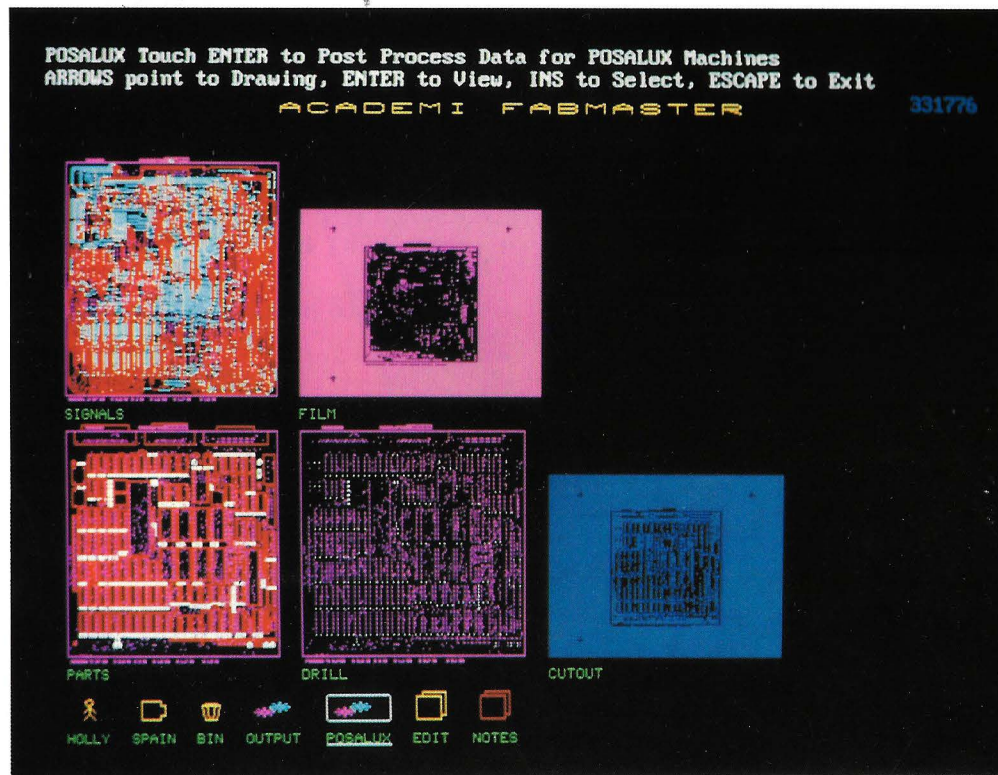 POSALUX Touch ENTER to Post Process Data for POSALUX Machines
ARROWS point to Drawing, ENTER to View, INS to Select, ESCAPE to Exit
ACADEMI FABMASTER
331776
SIGNALS
FILM
PARTS
DRILL
CUTOUT
HOLLY SPAIN BIN OUTPUT POSALUX EDIT NOTES